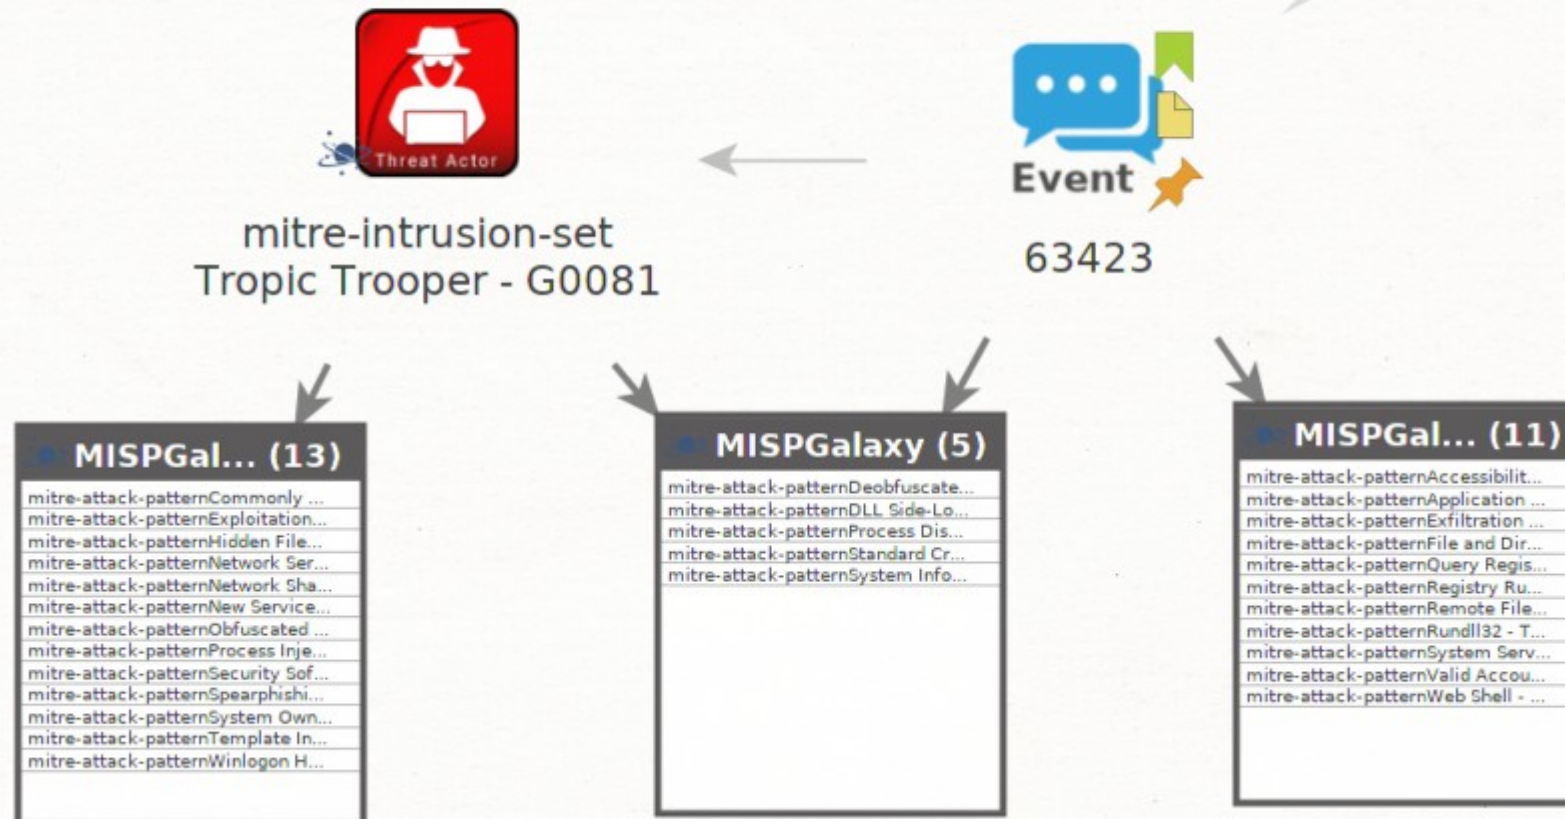 Threat Actor
mitre-intrusion-set
Tropic Trooper - G0081
Event
63423
MISPGal... (13)
mitre-attack-patternCommonly ...
mitre-attack-patternExploitation...
mitre-attack-patternHidden File...
mitre-attack-patternNetwork Ser...
mitre-attack-patternNetwork Sha...
mitre-attack-patternNew Service...
mitre-attack-patternObfuscated ...
mitre-attack-patternProcess Inje...
mitre-attack-patternSecurity Sof...
mitre-attack-patternSpearphishi...
mitre-attack-patternSystem Own...
mitre-attack-patternTemplate In...
mitre-attack-patternWinlogon H...
MISPGalaxy (5)
mitre-attack-patternDeobfuscate...
mitre-attack-patternDLL Side-Lo...
mitre-attack-patternProcess Dis...
mitre-attack-patternStandard Cr...
mitre-attack-patternSystem Info...
MISPGal... (11)
mitre-attack-patternAccessibilit...
mitre-attack-patternApplication ...
mitre-attack-patternExfiltration ...
mitre-attack-patternFile and Dir...
mitre-attack-patternQuery Regis...
mitre-attack-patternRegistry Ru...
mitre-attack-patternRemote File...
mitre-attack-patternRundll32 - T...
mitre-attack-patternSystem Serv...
mitre-attack-patternValid Accou...
mitre-attack-patternWeb Shell - ...